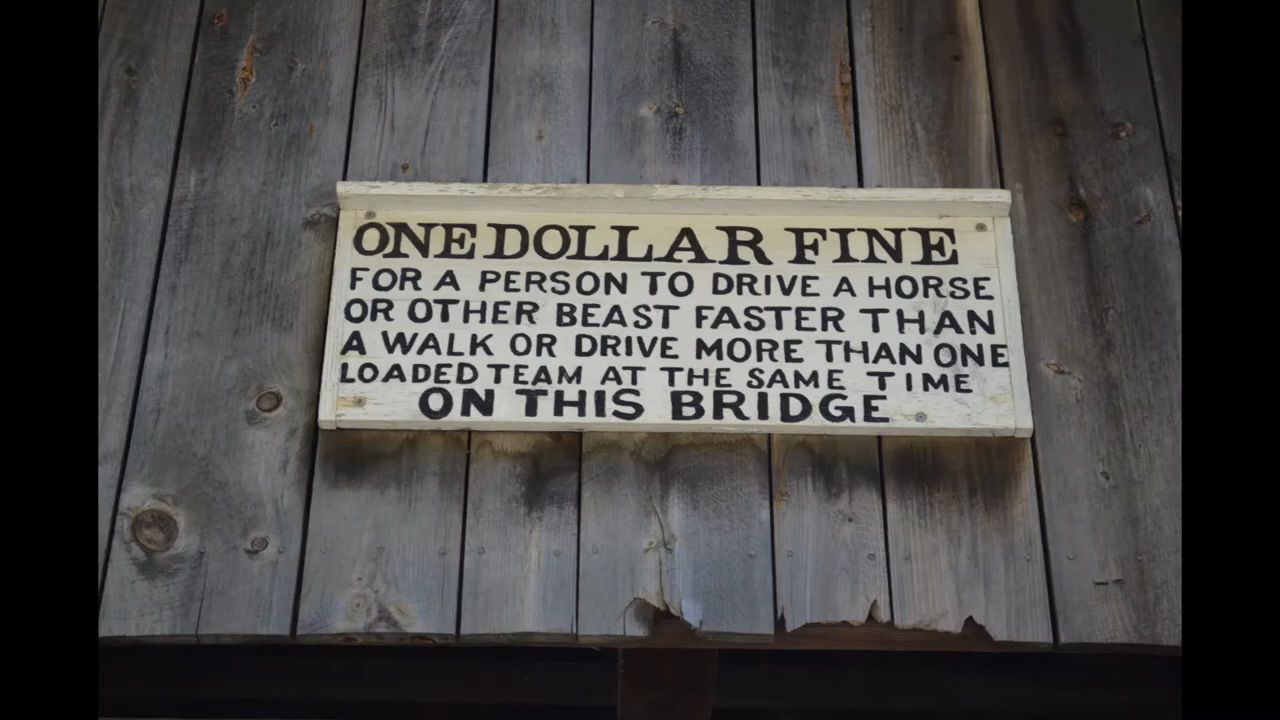 ONE DOLLAR FINE
FOR A PERSON TO DRIVE A HORSE
OR OTHER BEAST FASTER THAN
A WALK OR DRIVE MORE THAN ONE
LOADED TEAM AT THE SAME TIME
ON THIS BRIDGE